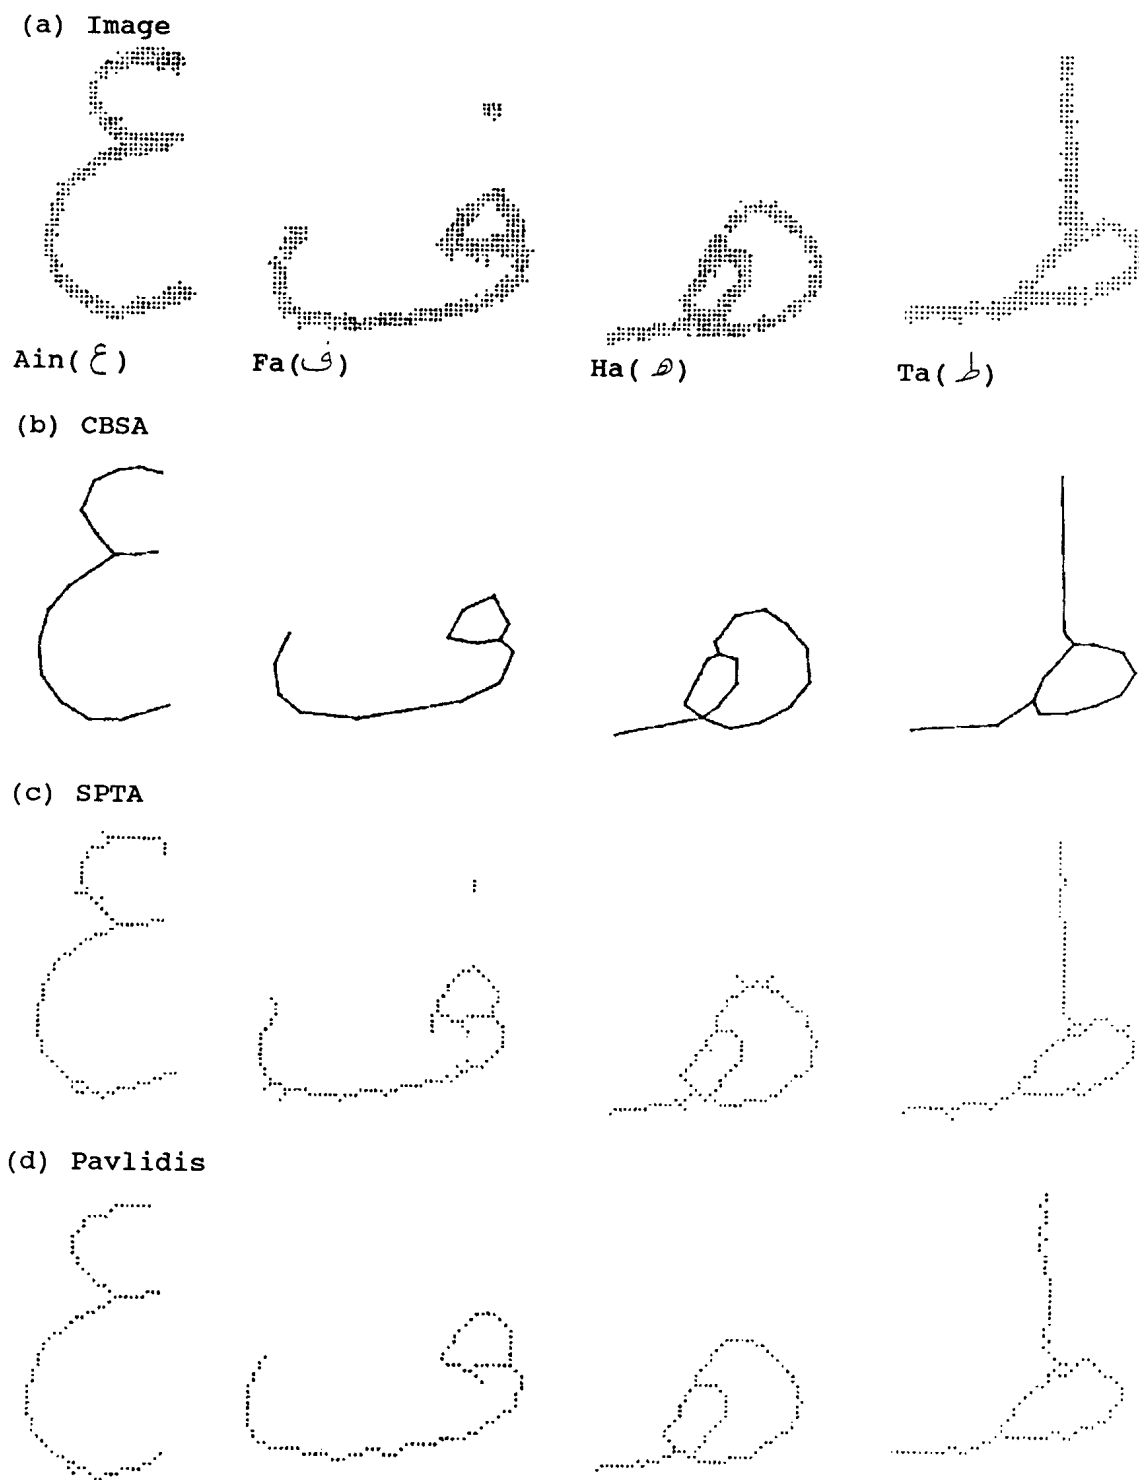 (a) Image
Ain(ع) Fa(ف) Ha(ه) Ta(ط)
(b) CBSA
(c) SPTA
(d) Pavlidis